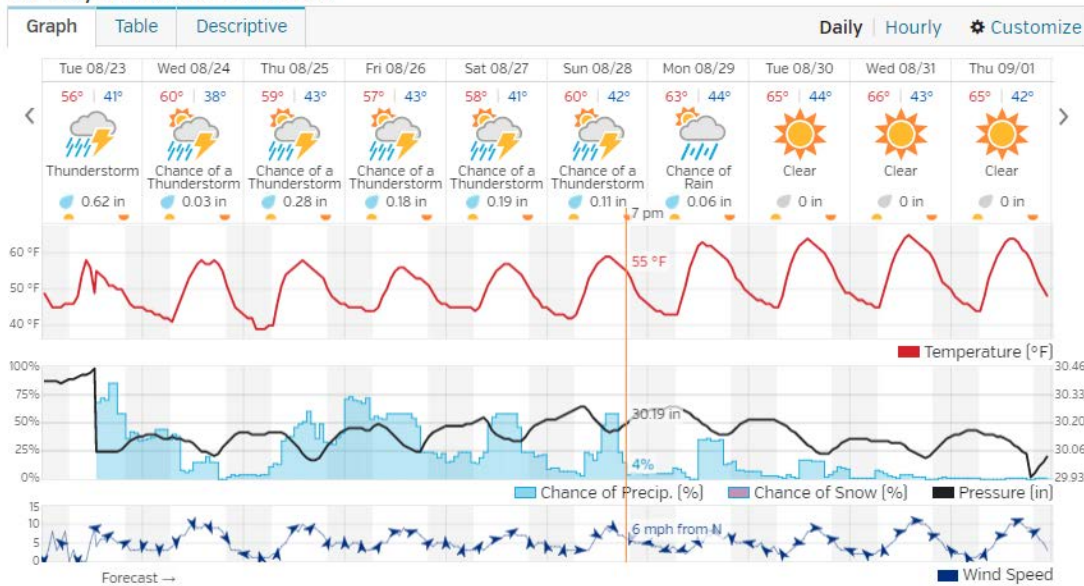 Graph Table Descriptive Daily Hourly Customize
Tue 08/23 Wed 08/24 Thu 08/25 Fri 08/26 Sat 08/27 Sun 08/28 Mon 08/29 Tue 08/30 Wed 08/31 Thu 09/01
56° 41° 60° 38° 59° 43° 57° 43° 58° 41° 60° 42° 63° 44° 65° 44° 66° 43° 65° 42°
Thunderstorm Chance of a Thunderstorm Chance of a Thunderstorm Chance of a Thunderstorm Chance of a Thunderstorm Chance of a Thunderstorm Chance of Rain Clear Clear Clear
0.62 in 0.03 in 0.28 in 0.18 in 0.19 in 0.11 in 0.06 in 0 in 0 in 0 in
7 pm
60 °F
55 °F
50 °F
40 °F
Temperature (°F)
100% 30.46
75% 30.33
30.19 in
50% 30.20
25% 30.06
4%
0% 29.93
Chance of Precip. (%) Chance of Snow (%) Pressure (in)
15
10
6 mph from N
5
0
Forecast → Wind Speed